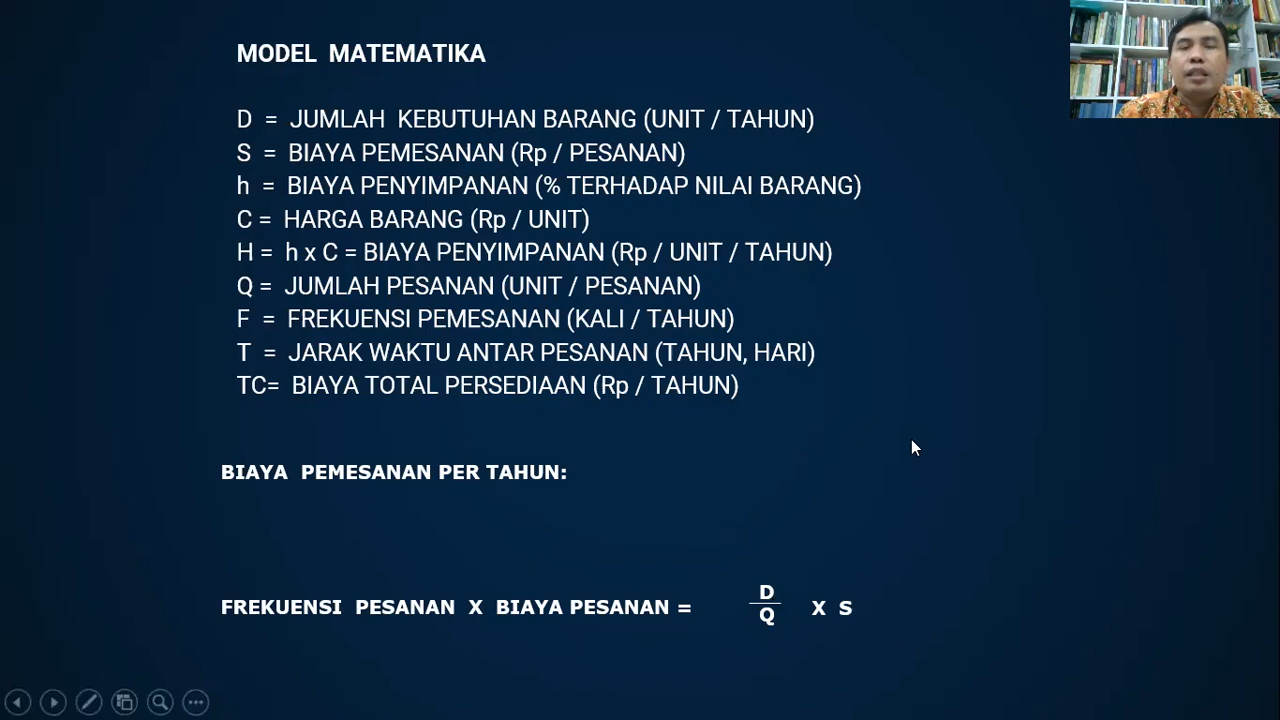 MODEL MATEMATIKA
D = JUMLAH KEBUTUHAN BARANG (UNIT / TAHUN)
S = BIAYA PEMESANAN (Rp / PESANAN)
h = BIAYA PENYIMPANAN (% TERHADAP NILAI BARANG)
C = HARGA BARANG (Rp / UNIT)
H = h x C = BIAYA PENYIMPANAN (Rp / UNIT / TAHUN)
Q = JUMLAH PESANAN (UNIT / PESANAN)
F = FREKUENSI PEMESANAN (KALI / TAHUN)
T = JARAK WAKTU ANTAR PESANAN (TAHUN, HARI)
TC= BIAYA TOTAL PERSEDIAAN (Rp / TAHUN)
BIAYA PEMESANAN PER TAHUN:
FREKUENSI PESANAN X BIAYA PESANAN = D/Q X S